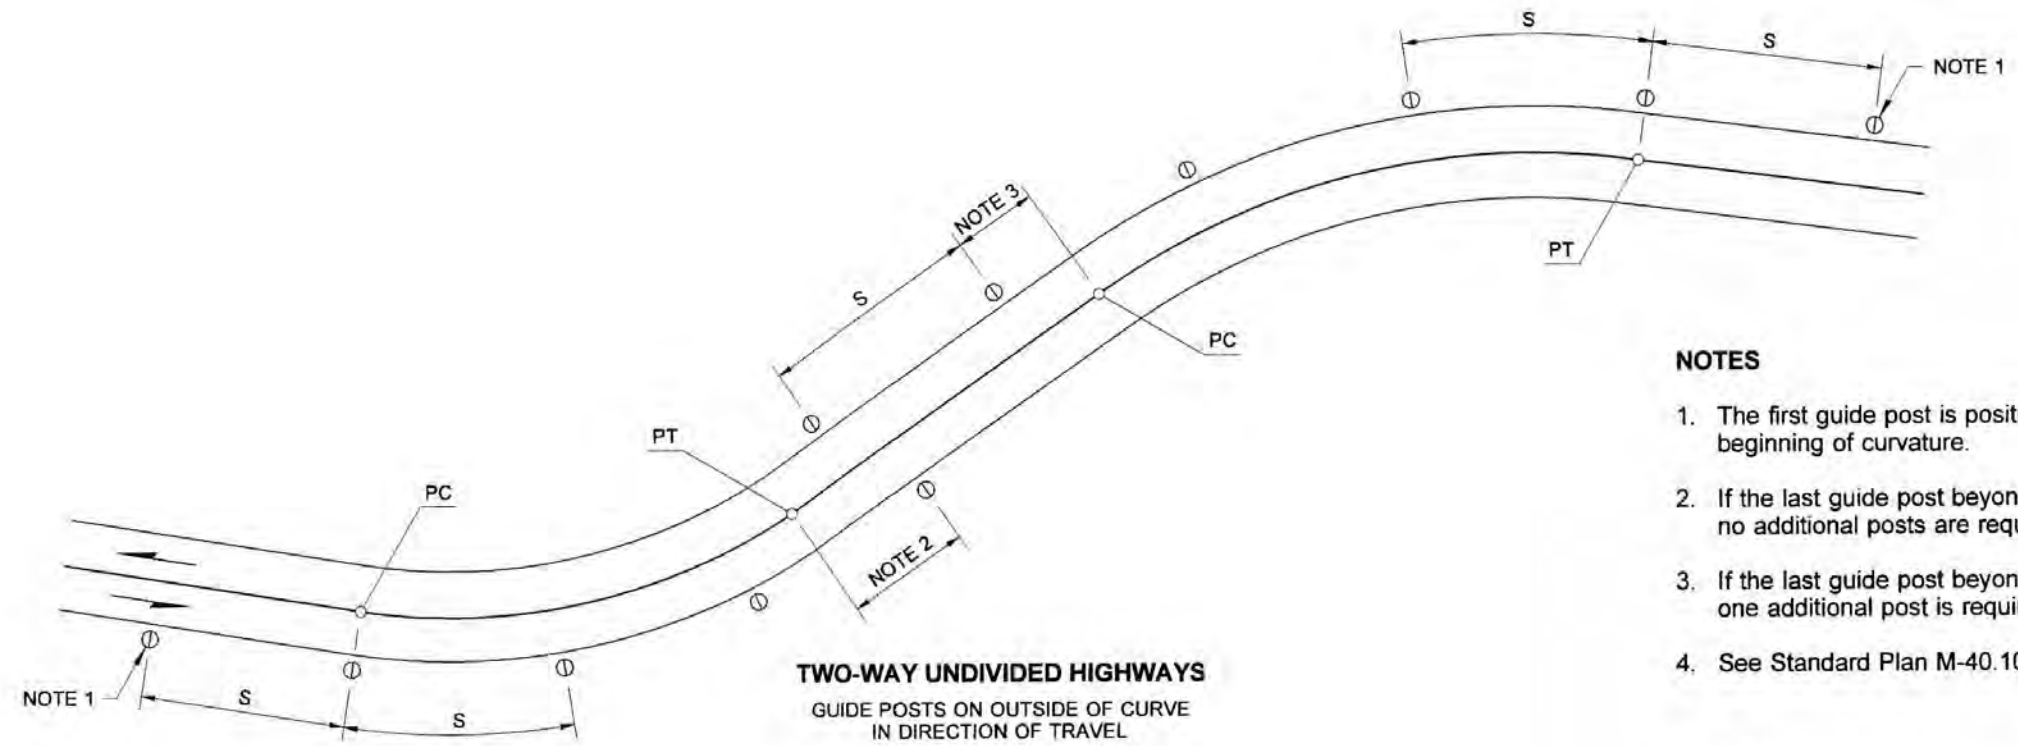 S
S
NOTE 1
NOTE 3
S
PT
PC
NOTES
1. The first guide post is posit
beginning of curvature.
PT
PC
2. If the last guide post beyon
no additional posts are requ
NOTE 2
3. If the last guide post beyon
one additional post is requi
4. See Standard Plan M-40.10
TWO-WAY UNDIVIDED HIGHWAYS
GUIDE POSTS ON OUTSIDE OF CURVE
IN DIRECTION OF TRAVEL
NOTE 1
S
S